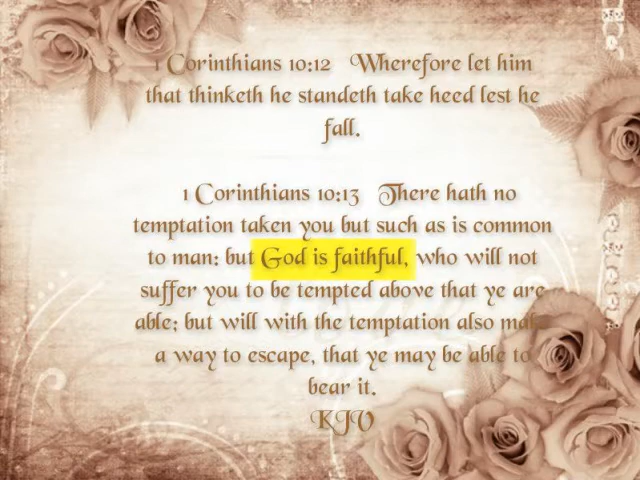 1 Corinthians 10:12 Wherefore let him
that thinketh he standeth take heed lest he
fall.
1 Corinthians 10:13 There hath no
temptation taken you but such as is common
to man: but God is faithful, who will not
suffer you to be tempted above that ye are
able; but will with the temptation also make
a way to escape, that ye may be able to
bear it.
KJV